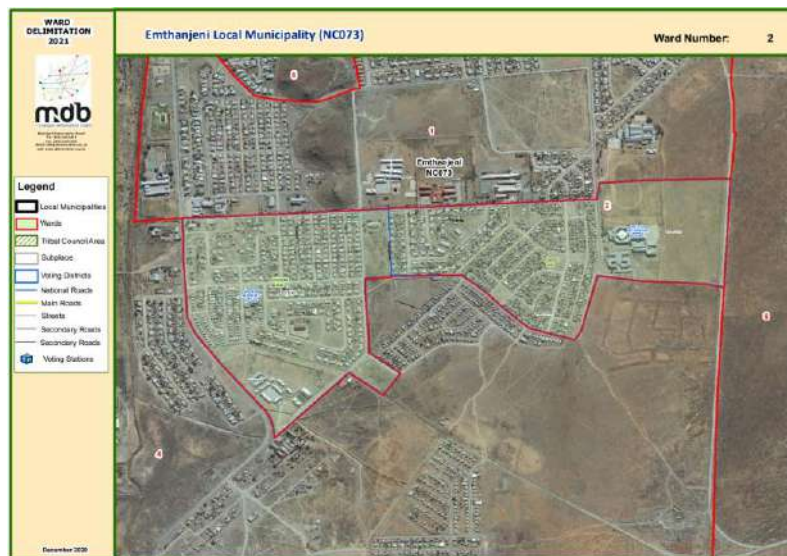 WARD
DELIMITATION
2021
mdb
Emthanjeni Local Municipality (NC073)
Ward Number: 2
Legend
Local Municipalities
Wards
Tribal Council Area
Subplace
Voting Districts
National Roads
Main Roads
Streets
Secondary Roads
Secondary Roads
Voting Stations
December 2020
6
1
Emthanjeni
NC073
2
6
4